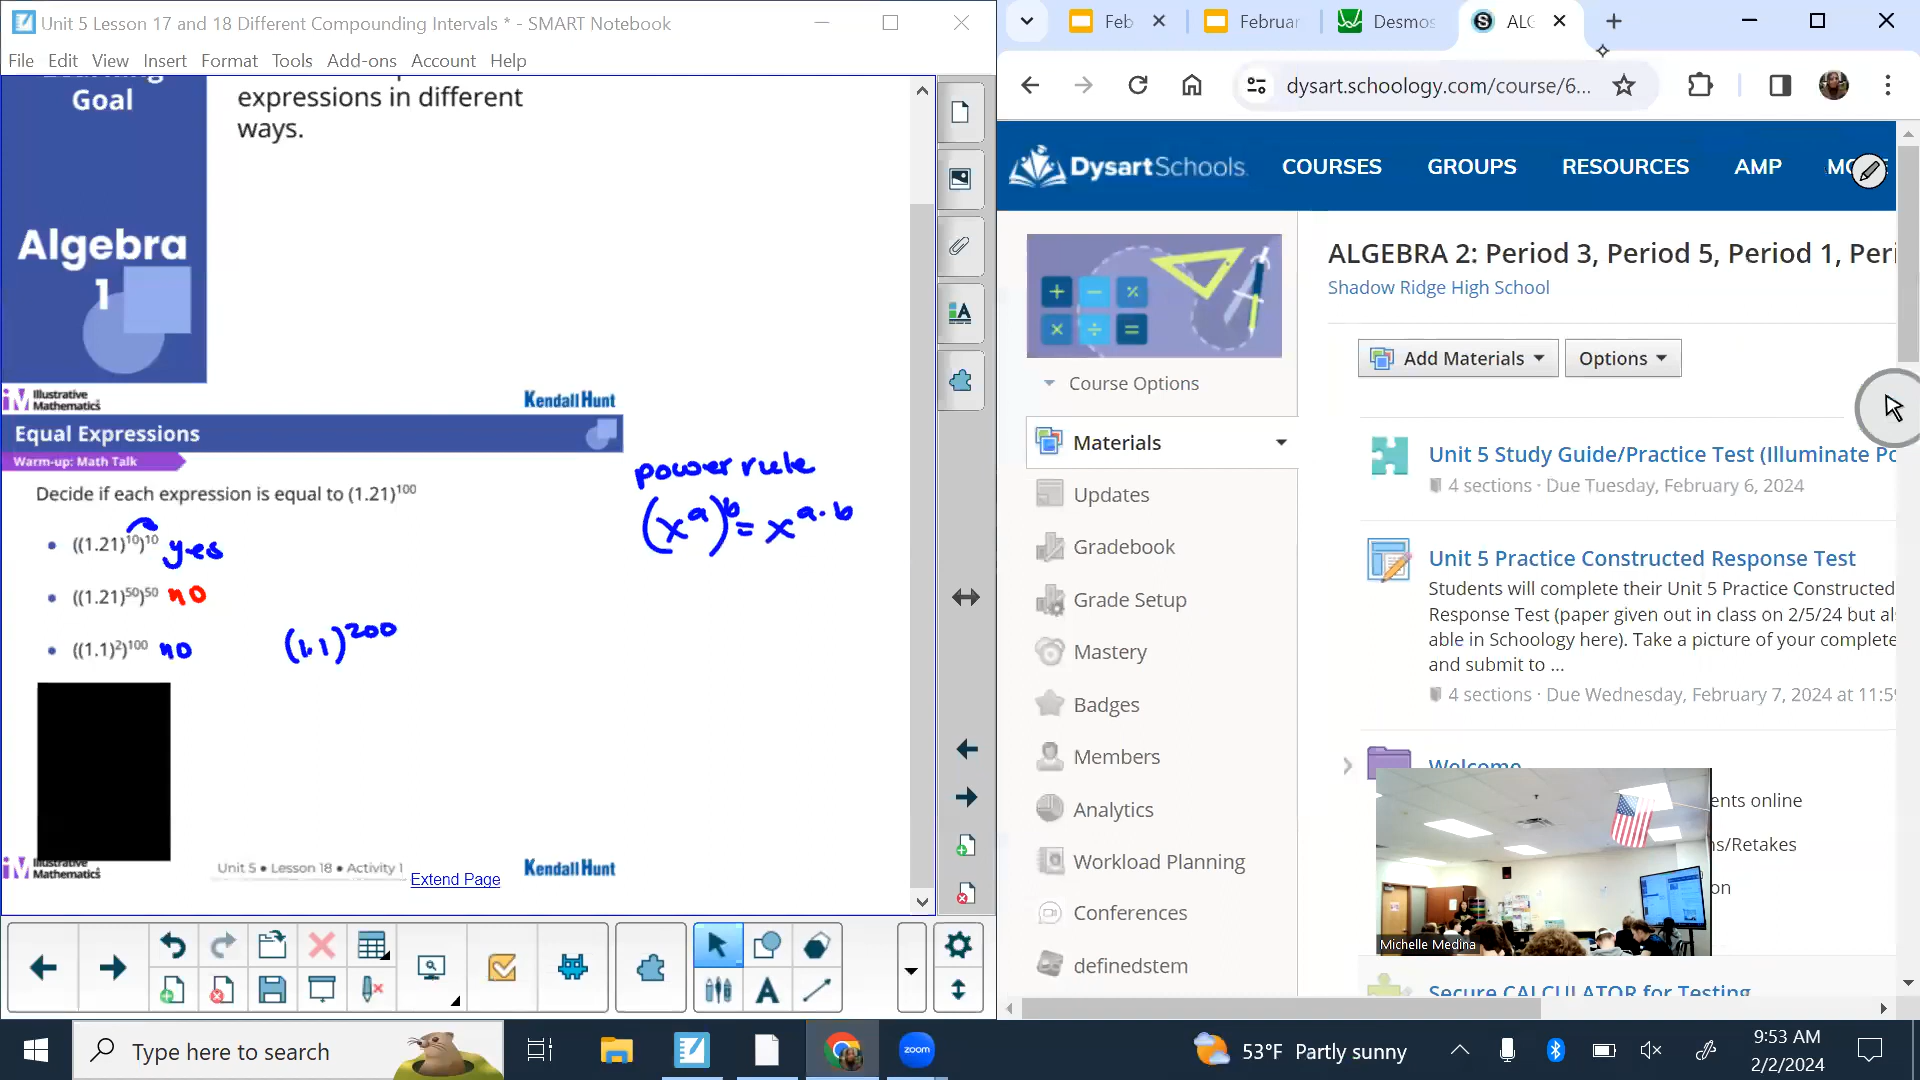 Unit 5 Lesson 17 and 18 Different Compounding Intervals * - SMART Notebook
File Edit View Insert Format Tools Add-ons Account Help
Goal
expressions in different
ways.
Algebra
1
Illustrative
Mathematics
Kendall Hunt
Equal Expressions
Warm-up: Math Talk
Decide if each expression is equal to (1.21)^100
• ((1.21)^10)^10 yes
• ((1.21)^50)^50 no
• ((1.1)^2)^100 no (1.1)^200
power rule
(x^a)^b = x^a·b
Illustrative
Mathematics
Unit 5 • Lesson 18 • Activity 1
Extend Page
Kendall Hunt
Feb
Februar
Desmos
ALG
dysart.schoology.com/course/6...
DysartSchools.
COURSES GROUPS RESOURCES AMP
ALGEBRA 2: Period 3, Period 5, Period 1, Peri
Shadow Ridge High School
Add Materials
Options
Course Options
Materials
Updates
Gradebook
Grade Setup
Mastery
Badges
Members
Analytics
Workload Planning
Conferences
definedstem
Unit 5 Study Guide/Practice Test (Illuminate Po
4 sections · Due Tuesday, February 6, 2024
Unit 5 Practice Constructed Response Test
Students will complete their Unit 5 Practice Constructed
Response Test (paper given out in class on 2/5/24 but al
able in Schoology here). Take a picture of your complete
and submit to ...
4 sections · Due Wednesday, February 7, 2024 at 11:59
Welcome
ents online
ns/Retakes
on
Michelle Medina
Secure CALCULATOR for Testing
Type here to search
zoom
53°F Partly sunny
9:53 AM
2/2/2024